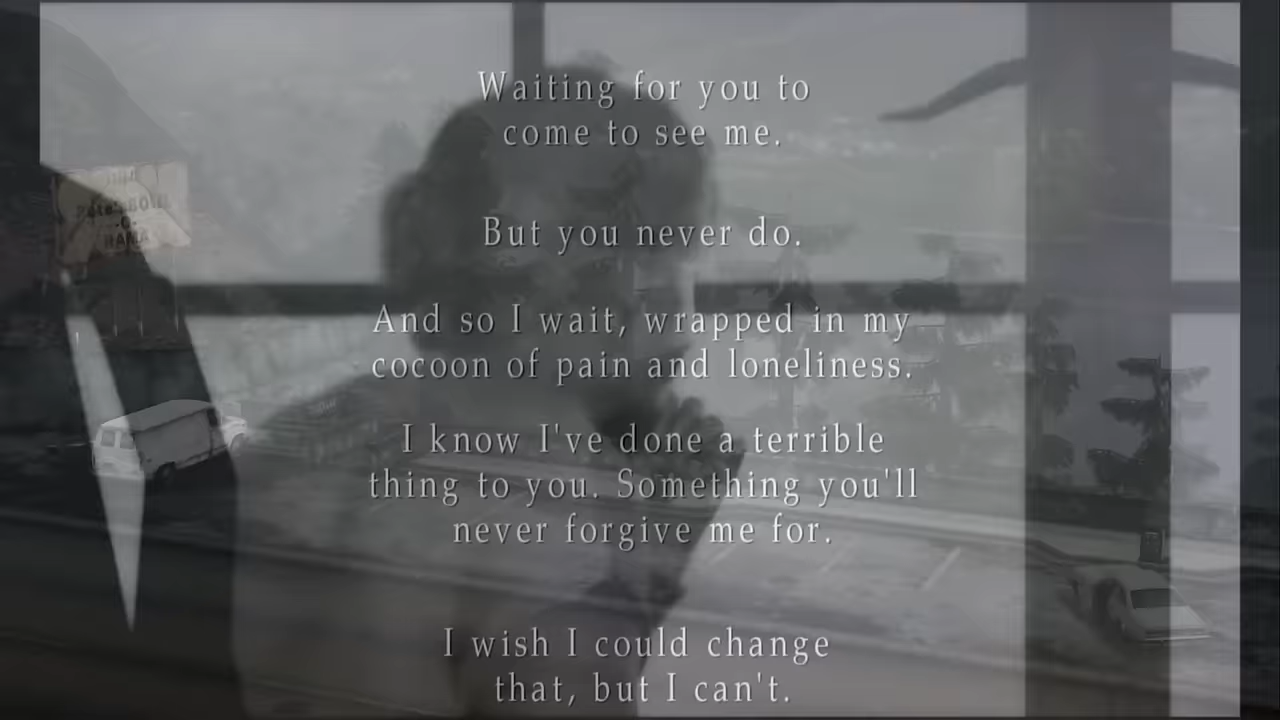 Waiting for you to
come to see me.
But you never do.
And so I wait, wrapped in my
cocoon of pain and loneliness.
I know I've done a terrible
thing to you. Something you'll
never forgive me for.
I wish I could change
that, but I can't.